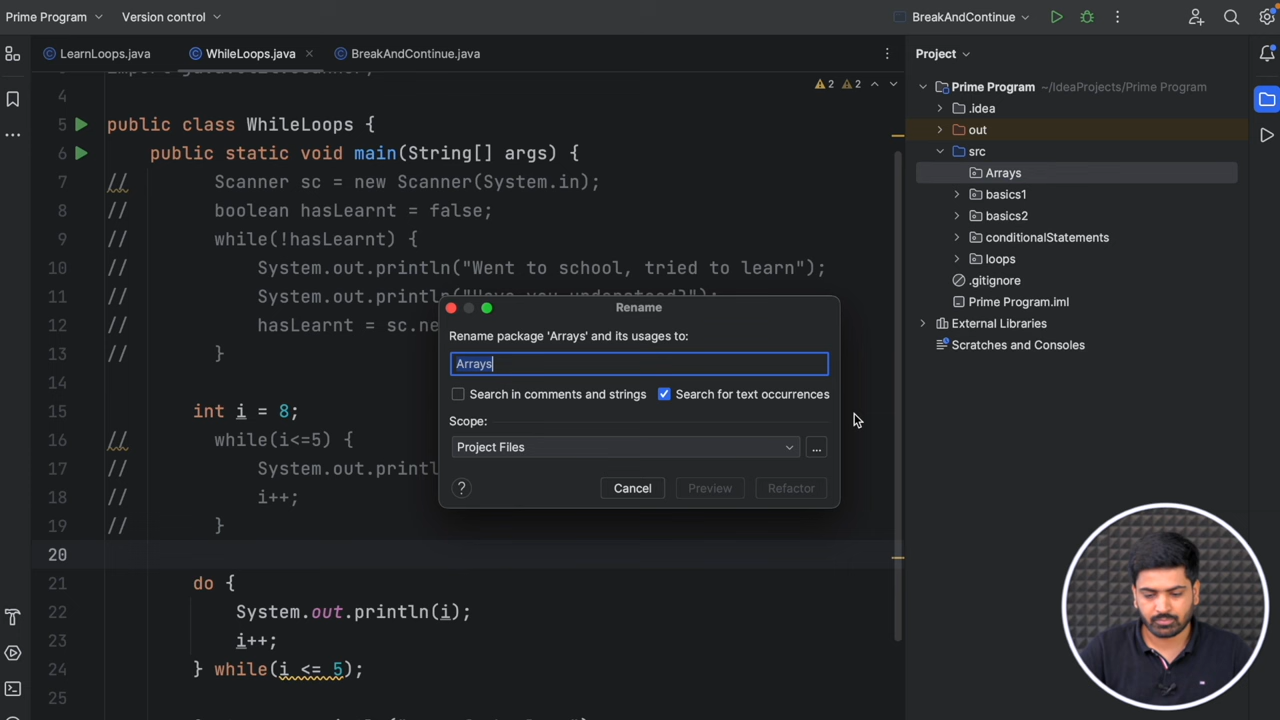 Prime Program
Version control
BreakAndContinue
LearnLoops.java
WhileLoops.java
BreakAndContinue.java
Project
2
2
4
5 public class WhileLoops {
6 public static void main(String[] args) {
7 // Scanner sc = new Scanner(System.in);
8 // boolean hasLearnt = false;
9 // while(!hasLearnt) {
10 // System.out.println("Went to school, tried to learn");
11 // System.out.println(
12 // hasLearnt = sc.ne
13 // }
14
15 int i = 8;
16 // while(i<=5) {
17 // System.out.printl
18 // i++;
19 // }
20
21 do {
22 System.out.println(i);
23 i++;
24 } while(i <= 5);
25
Rename
Rename package 'Arrays' and its usages to:
Arrays
Search in comments and strings
Search for text occurrences
Scope:
Project Files
...
?
Cancel
Preview
Refactor
Prime Program ~/IdeaProjects/Prime Program
.idea
out
src
Arrays
basics1
basics2
conditionalStatements
loops
.gitignore
Prime Program.iml
External Libraries
Scratches and Consoles